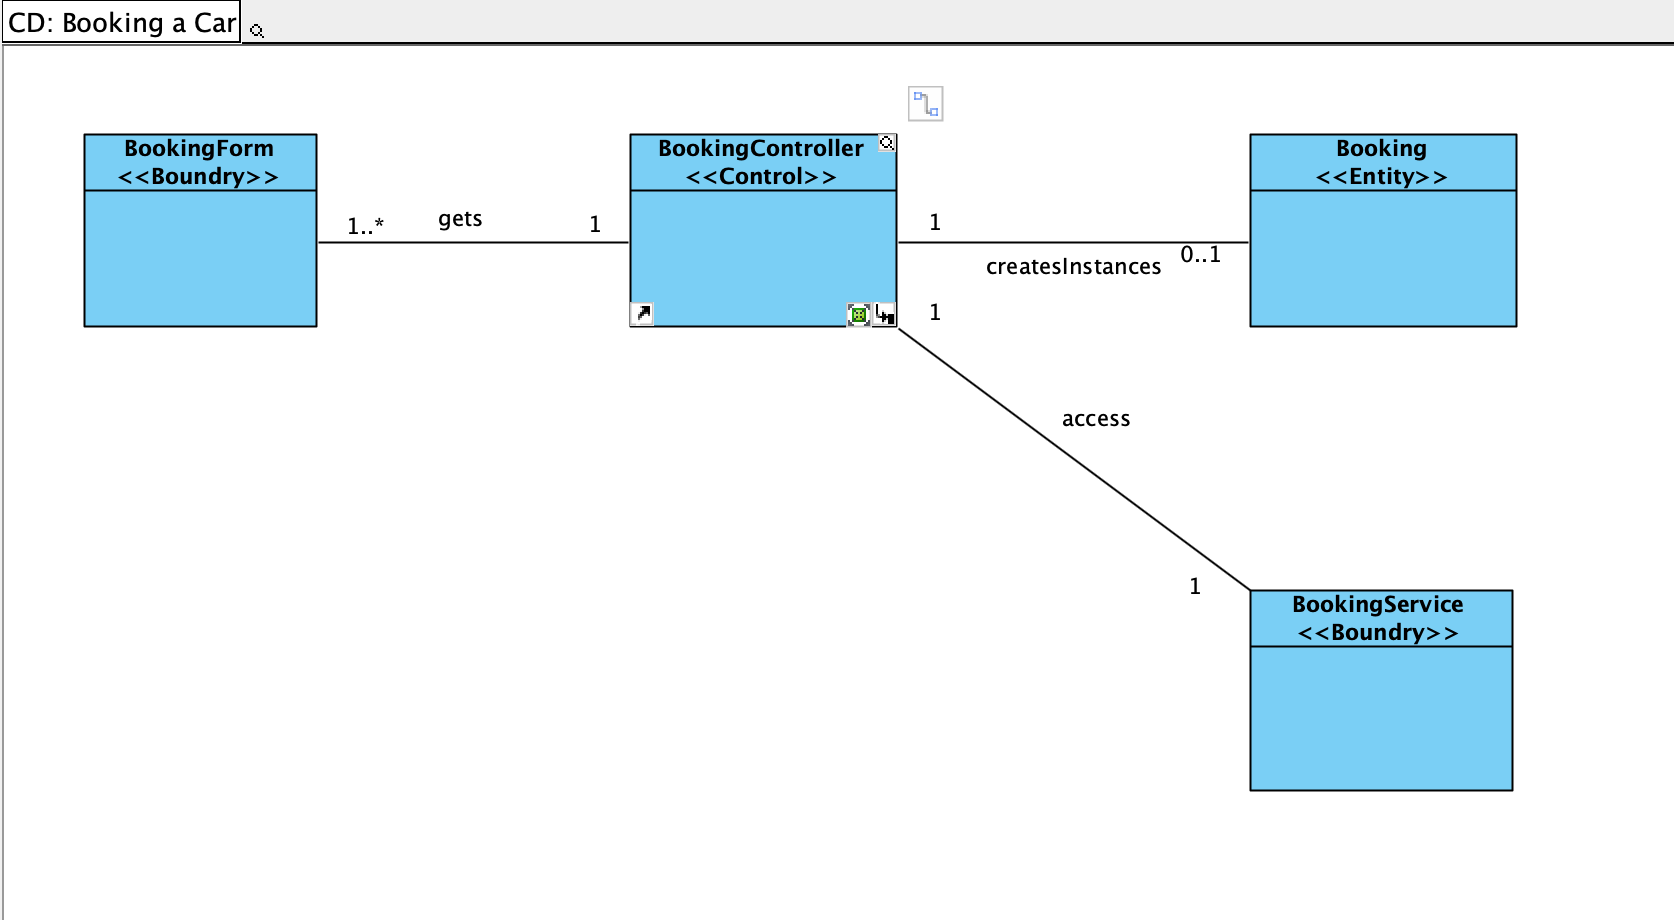 CD: Booking a Car
BookingForm
<<Boundry>>
BookingController
<<Control>>
Booking
<<Entity>>
1..*
gets
1
1
createsInstances
0..1
1
access
1
BookingService
<<Boundry>>